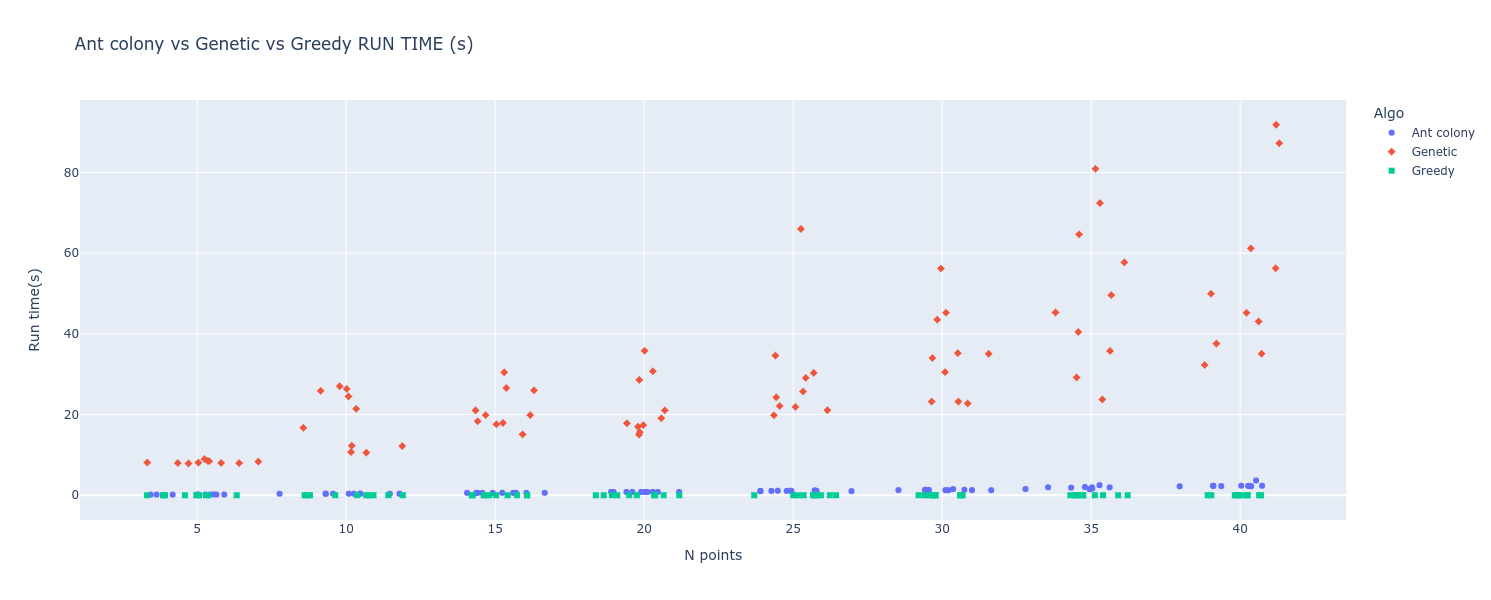 Ant colony vs Genetic vs Greedy RUN TIME (s)
Algo
Ant colony
Genetic
Greedy
Run time(s)
80
60
40
20
0
5 10 15 20 25 30 35 40
N points